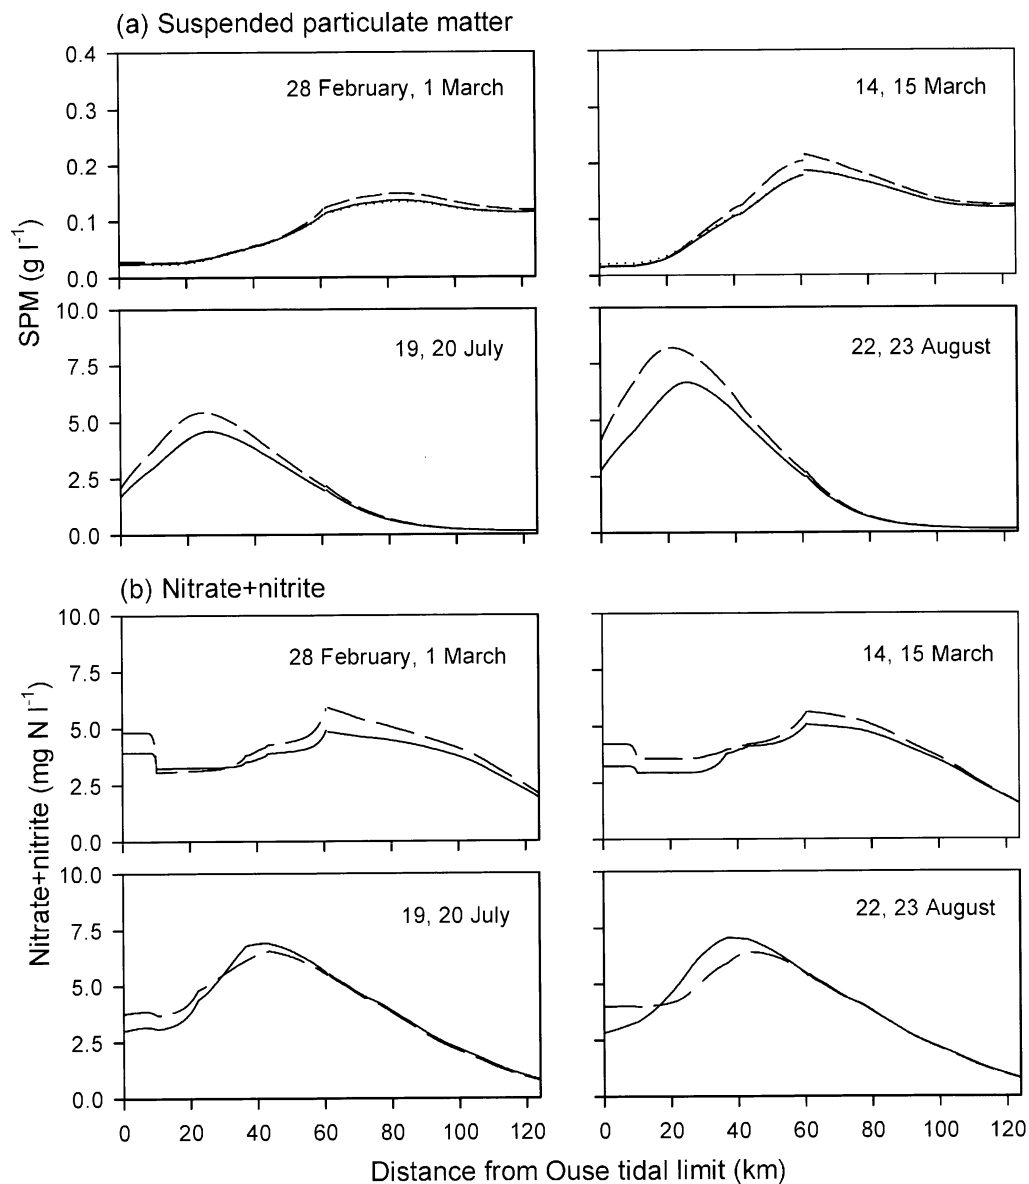 (a) Suspended particulate matter
SPM (g l⁻¹)
0.4
0.3
0.2
0.1
0.0
28 February, 1 March
14, 15 March
10.0
7.5
5.0
2.5
0.0
19, 20 July
22, 23 August
(b) Nitrate+nitrite
Nitrate+nitrite (mg N l⁻¹)
10.0
7.5
5.0
2.5
0.0
28 February, 1 March
14, 15 March
10.0
7.5
5.0
2.5
0.0
19, 20 July
22, 23 August
0 20 40 60 80 100 120
0 20 40 60 80 100 120
Distance from Ouse tidal limit (km)